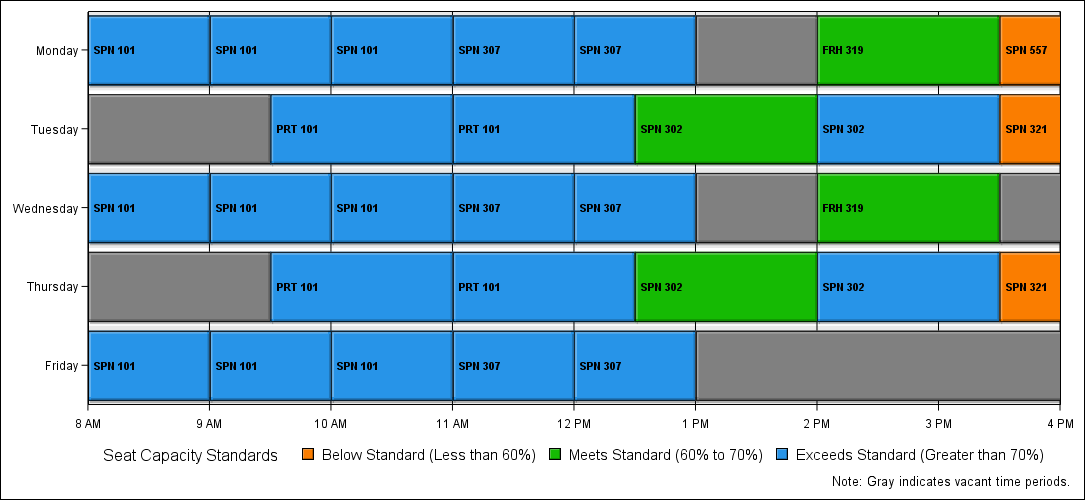 Monday SPN 101 SPN 101 SPN 101 SPN 307 SPN 307 FRH 319 SPN 557
Tuesday PRT 101 PRT 101 SPN 302 SPN 302 SPN 321
Wednesday SPN 101 SPN 101 SPN 101 SPN 307 SPN 307 FRH 319
Thursday PRT 101 PRT 101 SPN 302 SPN 302 SPN 321
Friday SPN 101 SPN 101 SPN 101 SPN 307 SPN 307
8 AM 9 AM 10 AM 11 AM 12 PM 1 PM 2 PM 3 PM 4 PM
Seat Capacity Standards Below Standard (Less than 60%) Meets Standard (60% to 70%) Exceeds Standard (Greater than 70%)
Note: Gray indicates vacant time periods.